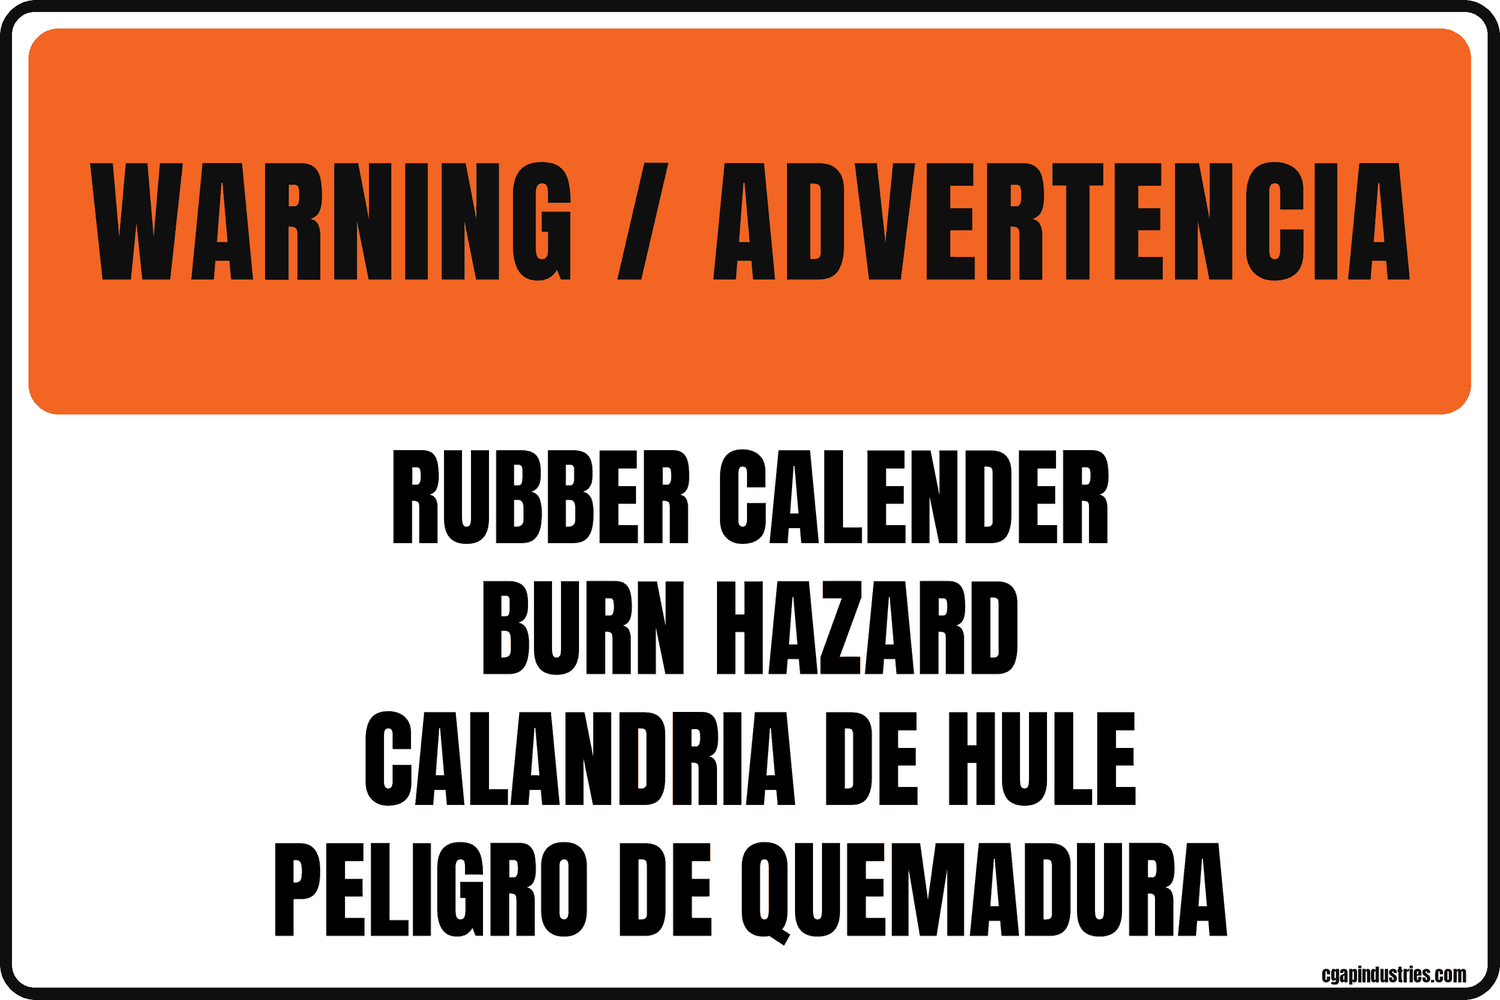 WARNING / ADVERTENCIA
RUBBER CALENDER
BURN HAZARD
CALANDRIA DE HULE
PELIGRO DE QUEMADURA
cgapindustries.com